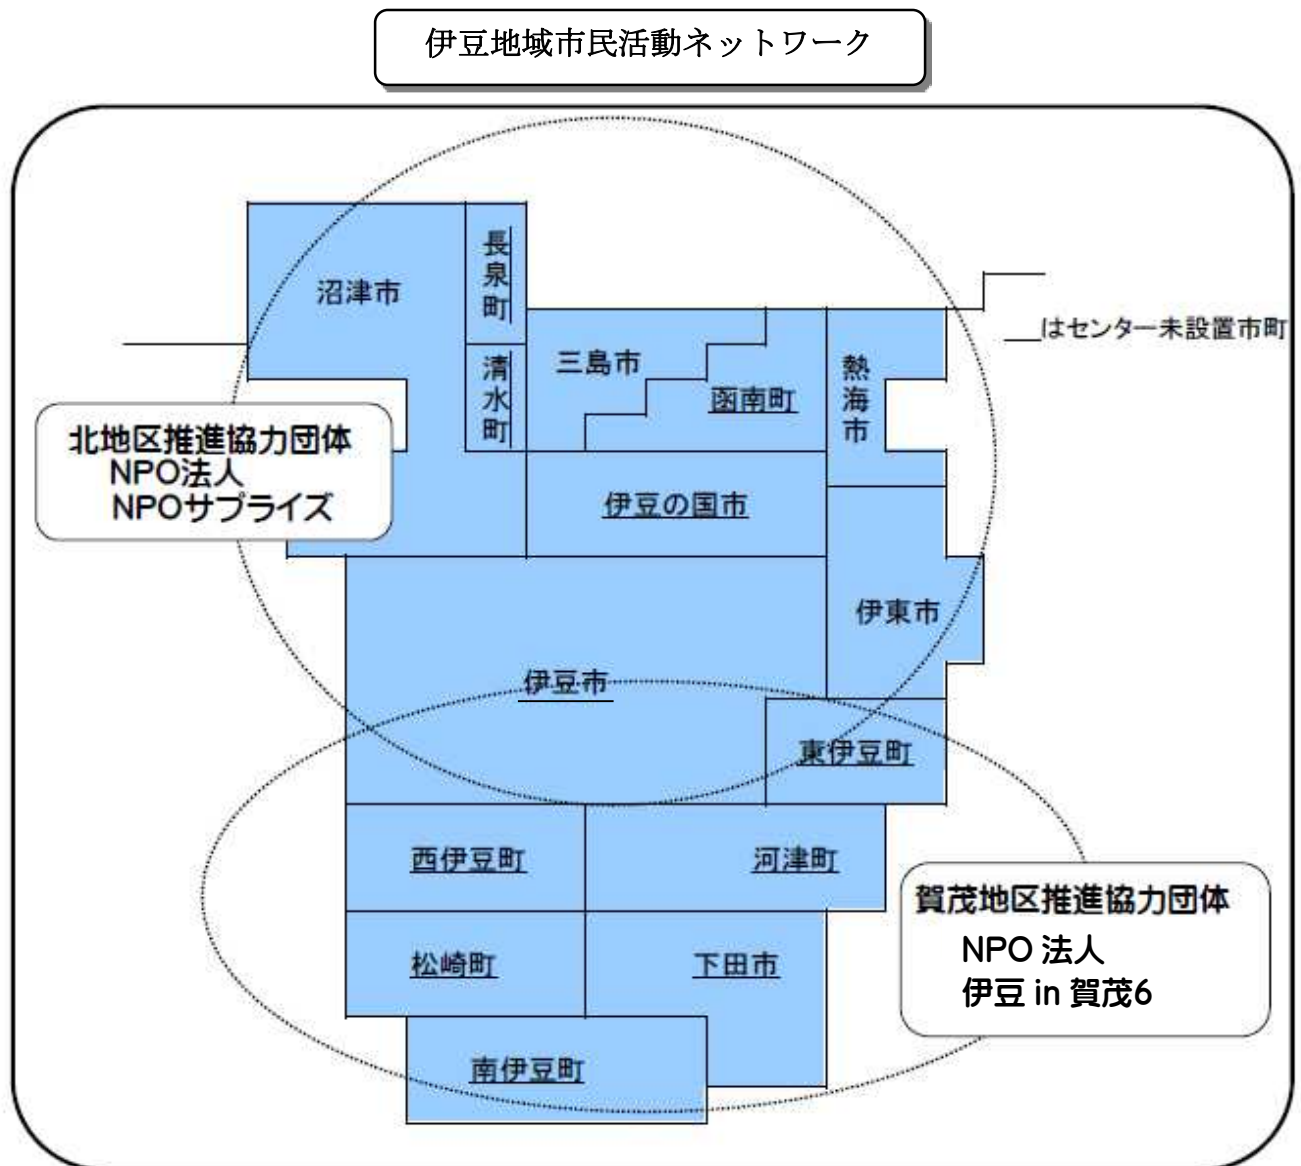 伊豆地域市民活動ネットワーク
沼津市
長泉町
清水町
三島市
函南町
熱海市
はセンター未設置市町
北地区推進協力団体
NPO法人
NPOサプライズ
伊豆の国市
伊東市
伊豆市
東伊豆町
西伊豆町
河津町
賀茂地区推進協力団体
NPO 法人
伊豆 in 賀茂6
松崎町
下田市
南伊豆町